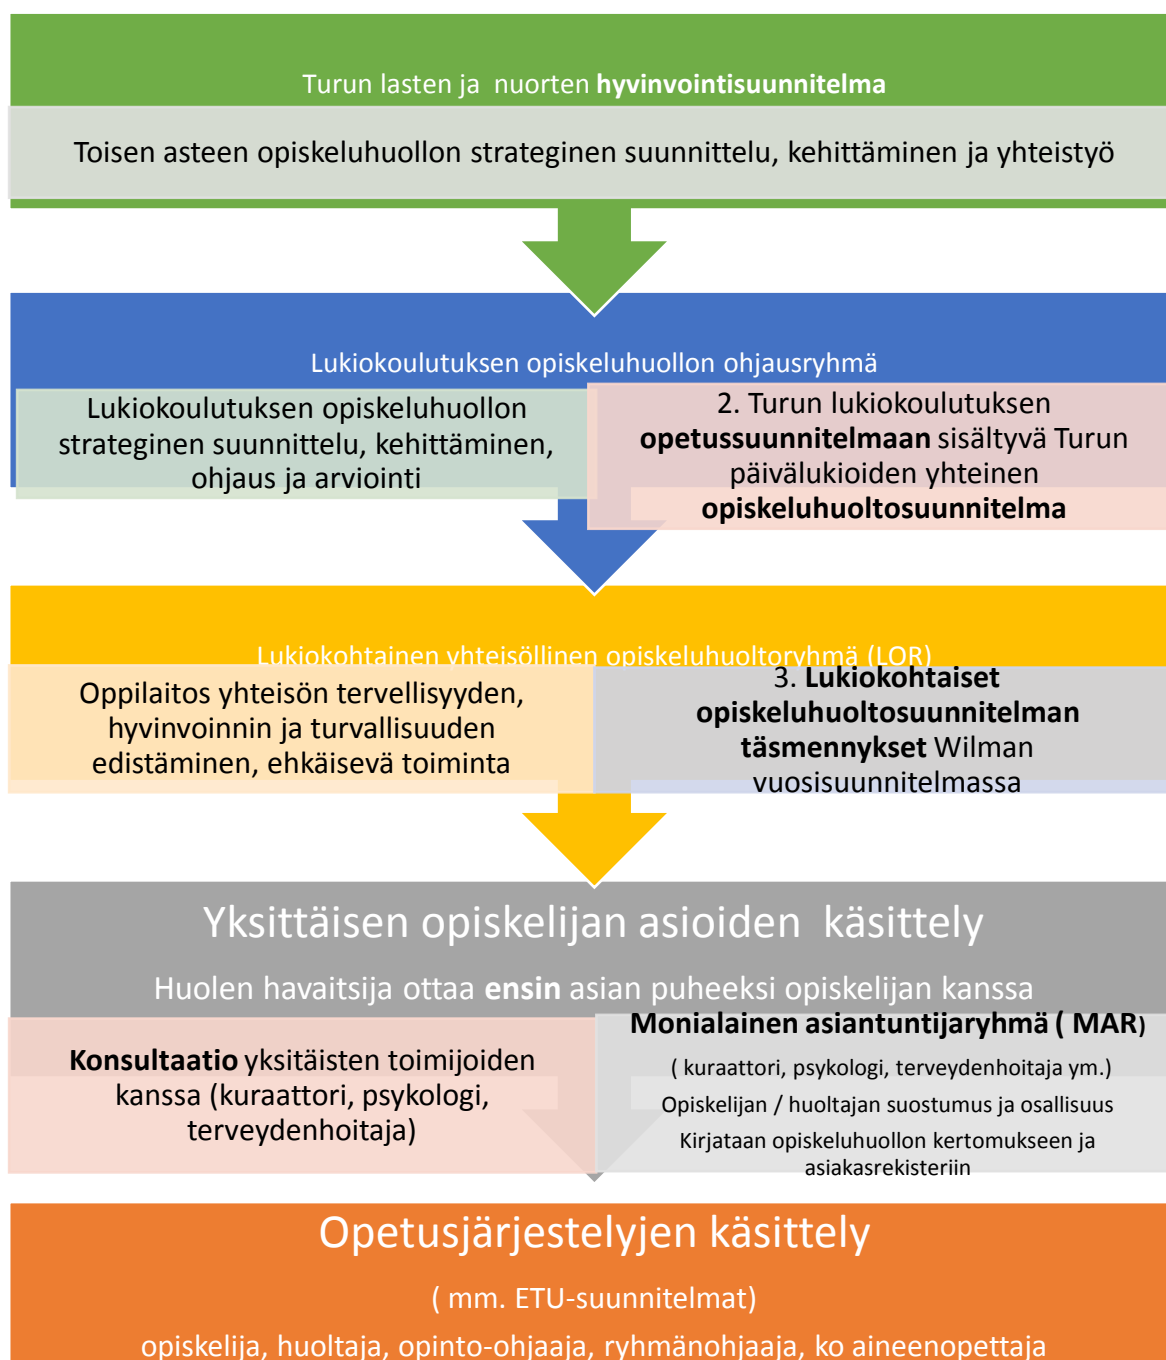 Turun lasten ja nuorten hyvinvointisuunnitelma
Toisen asteen opiskeluhuollon strateginen suunnittelu, kehittäminen ja yhteistyö
Lukiokoulutuksen opiskeluhuollon ohjausryhmä
Lukiokoulutuksen opiskeluhuollon
strateginen suunnittelu, kehittäminen,
ohjaus ja arviointi
2. Turun lukiokoulutuksen
opetussuunnitelmaan sisältyvä Turun
päivälukioiden yhteinen
opiskeluhuoltosuunnitelma
Lukiokohtainen yhteisöllinen opiskeluhuoltoryhmä (LOR)
Oppilaitos yhteisön tervellisyyden,
hyvinvoinnin ja turvallisuuden
edistäminen, ehkäisevä toiminta
3. Lukiokohtaiset
opiskeluhuoltosuunnitelman
täsmennykset Wilman
vuosisuunnitelmassa
Yksittäisen opiskelijan asioiden käsittely
Huolen havaitsija ottaa ensin asian puheeksi opiskelijan kanssa
Konsultaatio yksitäisten toimijoiden
kanssa (kuraattori, psykologi,
terveydenhoitaja)
Monialainen asiantuntijaryhmä ( MAR)
( kuraattori, psykologi, terveydenhoitaja ym.)
Opiskelijan / huoltajan suostumus ja osallisuus
Kirjataan opiskeluhuollon kertomukseen ja
asiakasrekisteriin
Opetusjärjestelyjen käsittely
( mm. ETU-suunnitelmat)
opiskelija, huoltaja, opinto-ohjaaja, ryhmänohjaaja, ko aineenopettaja